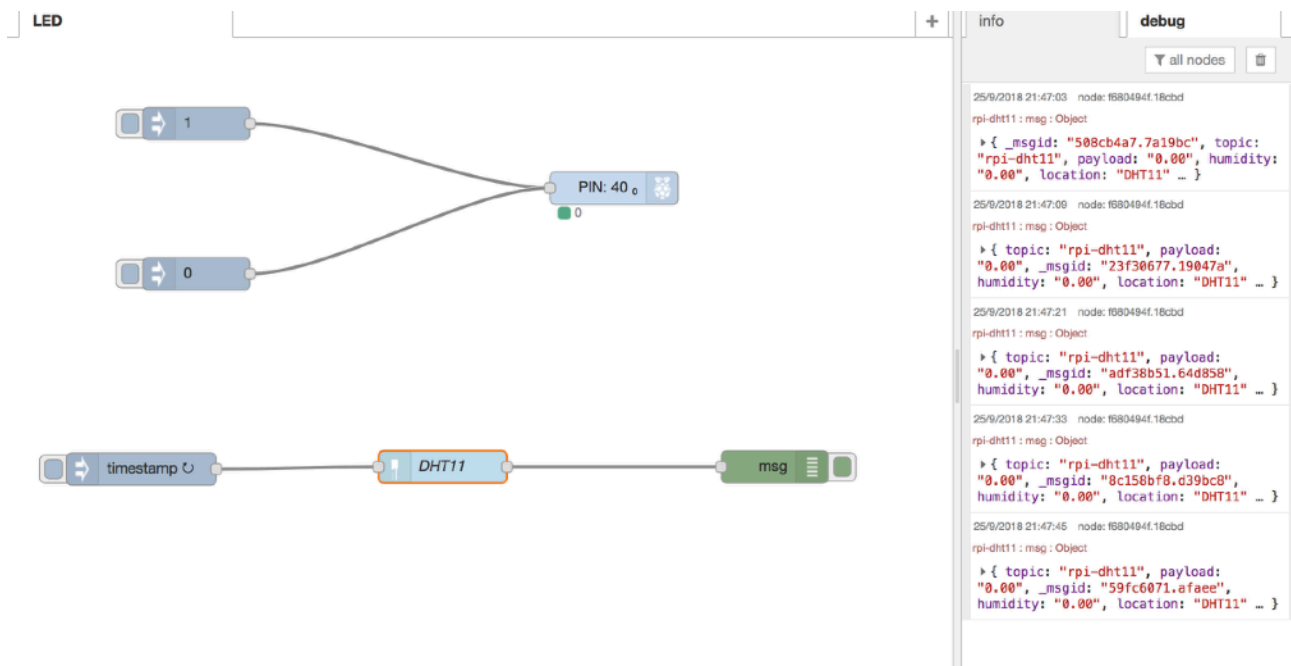 LED
+
info
debug
all nodes
1
PIN: 40
0
0
timestamp ↻
DHT11
msg
25/9/2018 21:47:03 node: f680494f.18cbd
rpi-dht11 : msg : Object
{ _msgid: "508cb4a7.7a19bc", topic:
"rpi-dht11", payload: "0.00", humidity:
"0.00", location: "DHT11" … }
25/9/2018 21:47:09 node: f680494f.18cbd
rpi-dht11 : msg : Object
{ topic: "rpi-dht11", payload:
"0.00", _msgid: "23f30677.19047a",
humidity: "0.00", location: "DHT11" … }
25/9/2018 21:47:21 node: f680494f.18cbd
rpi-dht11 : msg : Object
{ topic: "rpi-dht11", payload:
"0.00", _msgid: "adf38b51.64d858",
humidity: "0.00", location: "DHT11" … }
25/9/2018 21:47:33 node: f680494f.18cbd
rpi-dht11 : msg : Object
{ topic: "rpi-dht11", payload:
"0.00", _msgid: "8c158bf8.d39bc8",
humidity: "0.00", location: "DHT11" … }
25/9/2018 21:47:45 node: f680494f.18cbd
rpi-dht11 : msg : Object
{ topic: "rpi-dht11", payload:
"0.00", _msgid: "59fc6071.afaee",
humidity: "0.00", location: "DHT11" … }